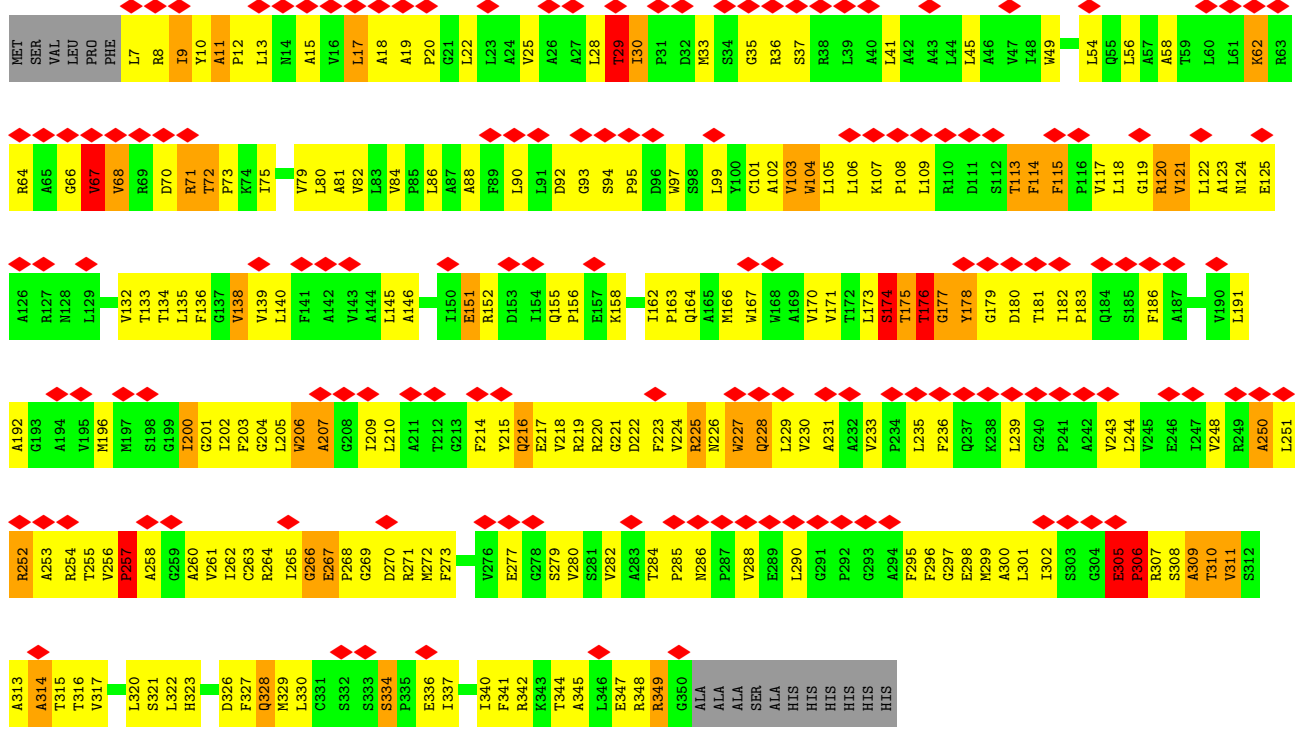 MET SER VAL LEU PRO PHE L7 R8 I9 Y10 A11 P12 L13 N14 A15 V16 L17 A18 A19 P20 G21 L22 L23 A24 V25 A26 A27 L28 T29 I30 P31 D32 M33 S34 G35 R36 S37 R38 L39 A40 L41 A42 A43 L44 L45 A46 V47 I48 W49 L54 Q55 L56 A57 A58 T59 L60 L61 K62 R63
R64 A65 G66 V67 V68 R69 D70 R71 T72 P73 K74 I75 V79 L80 A81 V82 L83 V84 P85 L86 A87 A88 F89 L90 L91 D92 G93 S94 P95 D96 W97 S98 L99 Y100 C101 A102 V103 W104 L105 L106 K107 P108 L109 R110 D111 S112 T113 F114 F115 P116 V117 L118 G119 R120 V121 L122 A123 N124 E125
A126 R127 N128 L129 V132 T133 T134 L135 F136 G137 V138 V139 L140 F141 A142 V143 A144 L145 A146 I150 E151 R152 D153 I154 Q155 P156 E157 K158 I162 P163 Q164 A165 M166 W167 W168 A169 V170 V171 T172 L173 S174 T175 T176 G177 Y178 G179 D180 T181 I182 P183 Q184 S185 F186 A187 V190 L191
A192 G193 A194 V195 M196 M197 S198 G199 I200 G201 I202 F203 G204 L205 W206 A207 G208 I209 L210 A211 T212 G213 F214 Y215 Q216 E217 V218 R219 R220 G221 D222 F223 V224 R225 N226 W227 Q228 L229 V230 A231 A232 V233 P234 L235 F236 Q237 K238 L239 G240 P241 A242 V243 L244 V245 E246 I247 V248 R249 A250 L251
R252 A253 R254 T255 V256 P257 A258 G259 A260 V261 I262 C263 R264 I265 G266 E267 P268 G269 D270 R271 M272 F273 V276 E277 G278 S279 V280 S281 V282 A283 T284 P285 N286 P287 V288 E289 L290 G291 P292 G293 A294 F295 F296 G297 E298 M299 A300 L301 I302 S303 G304 E305 P306 R307 S308 A309 T310 V311 S312
A313 A314 T315 T316 V317 L320 S321 L322 H323 D326 F327 Q328 M329 L330 C331 S332 S333 S334 P335 E336 I337 I340 F341 R342 K343 T344 A345 L346 E347 R348 R349 G350 ALA ALA ALA SER ALA HIS HIS HIS HIS HIS HIS